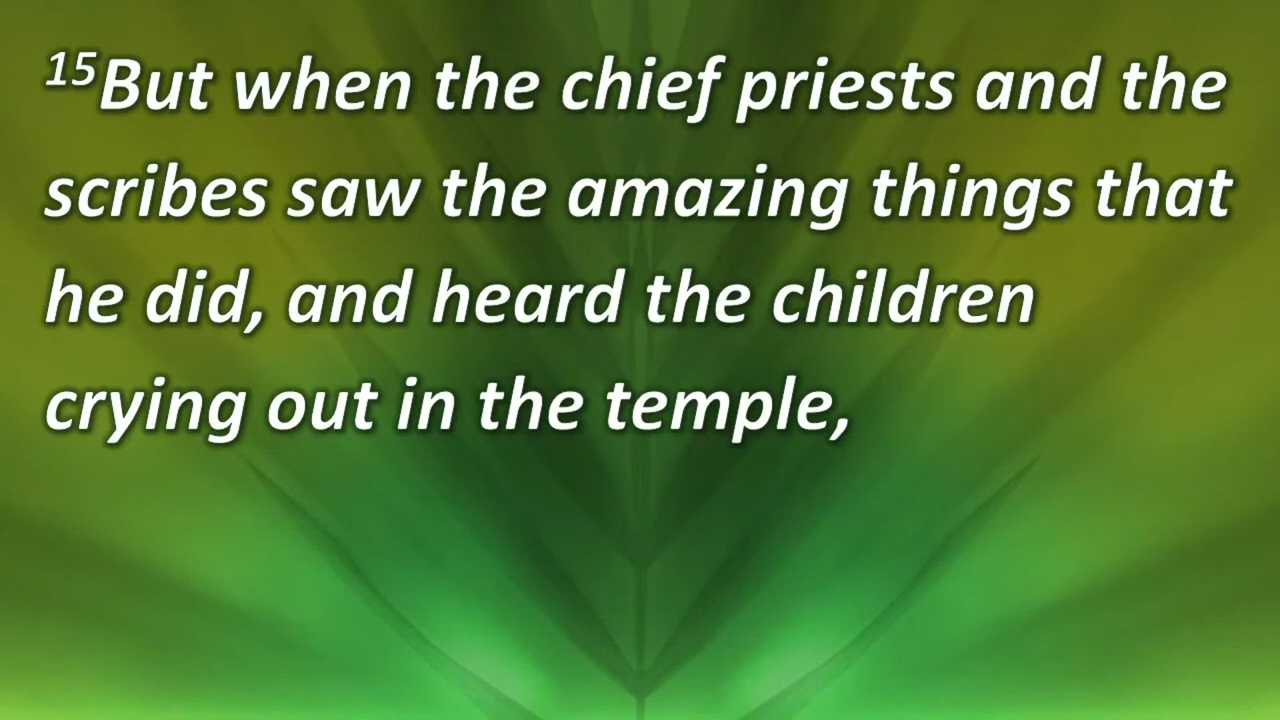 15But when the chief priests and the
scribes saw the amazing things that
he did, and heard the children
crying out in the temple,